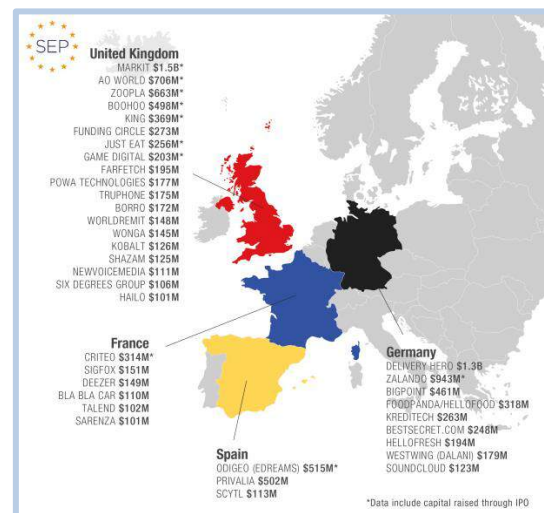 SEP
United Kingdom
MARKIT $1.5B*
AO WORLD $706M*
ZOOPLA $663M*
BOOHOO $498M*
KING $369M*
FUNDING CIRCLE $273M
JUST EAT $256M*
GAME DIGITAL $203M*
FARFETCH $195M
POWA TECHNOLOGIES $177M
TRUPHONE $175M
BORRO $172M
WORLDREMIT $148M
WONGA $145M
KOBALT $126M
SHAZAM $125M
NEWVOICEMEDIA $111M
SIX DEGREES GROUP $106M
HAILO $101M
France
CRITEO $314M*
SIGFOX $151M
DEEZER $149M
BLA BLA CAR $110M
TALEND $102M
SARENZA $101M
Spain
ODIGEO (EDREAMS) $515M*
PRIVALIA $502M
SCYTL $113M
Germany
DELIVERY HERO $1.3B
ZALANDO $943M*
BIGPOINT $461M
FOODPANDA/HELLOFOOD $318M
KREDITECH $263M
BESTSECRET.COM $248M
HELLOFRESH $194M
WESTWING (DALANI) $179M
SOUNDCLOUD $123M
*Data include capital raised through IPO